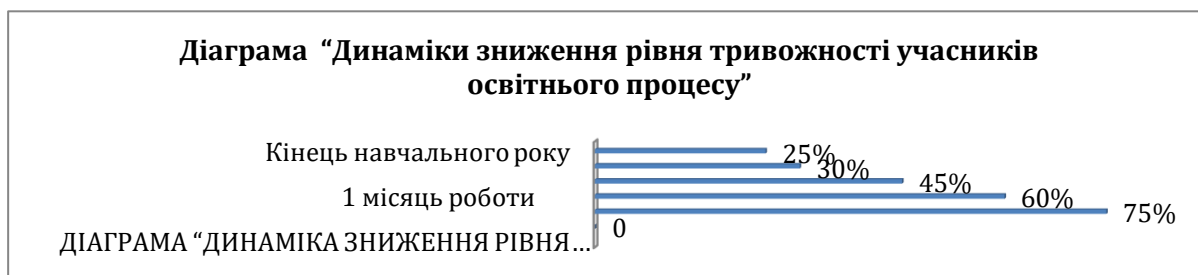 Діаграма “Динаміки зниження рівня тривожності учасників
освітнього процесу”
Кінець навчального року
25%
30%
45%
1 місяць роботи
60%
75%
0
ДІАГРАМА “ДИНАМІКА ЗНИЖЕННЯ РІВНЯ...